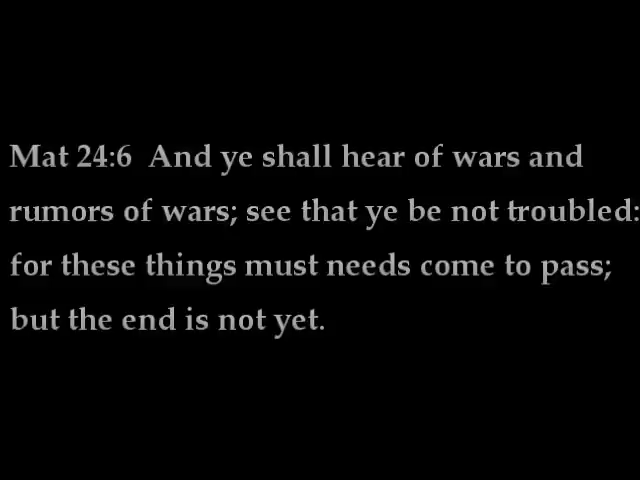 Mat 24:6  And ye shall hear of wars and
rumors of wars; see that ye be not troubled:
for these things must needs come to pass;
but the end is not yet.